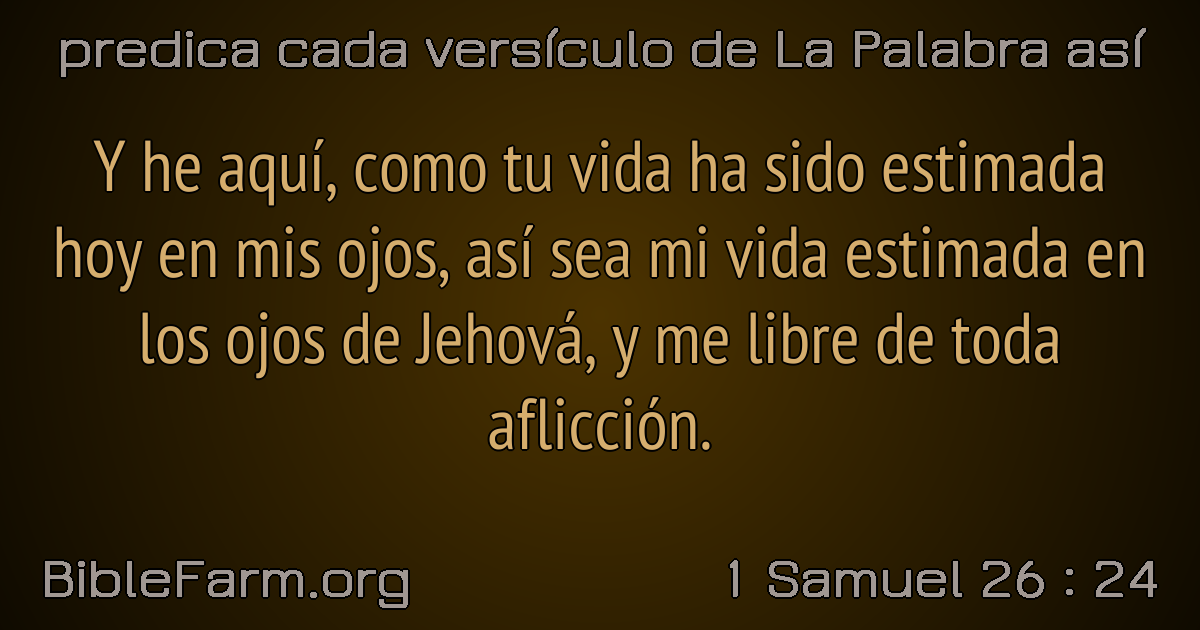 predica cada versículo de La Palabra así
Y he aquí, como tu vida ha sido estimada
hoy en mis ojos, así sea mi vida estimada en
los ojos de Jehová, y me libre de toda
aflicción.
BibleFarm.org
1 Samuel 26 : 24